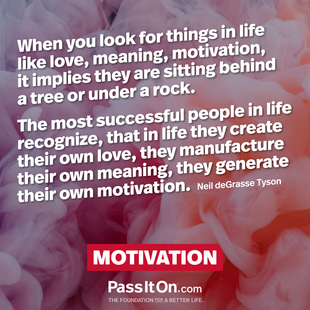 When you look for things in life
like love, meaning, motivation,
it implies they are sitting behind
a tree or under a rock.
The most successful people in life
recognize, that in life they create
their own love, they manufacture
their own meaning, they generate
their own motivation. Neil deGrasse Tyson
MOTIVATION
PassItOn.com
THE FOUNDATION FOR A BETTER LIFE.